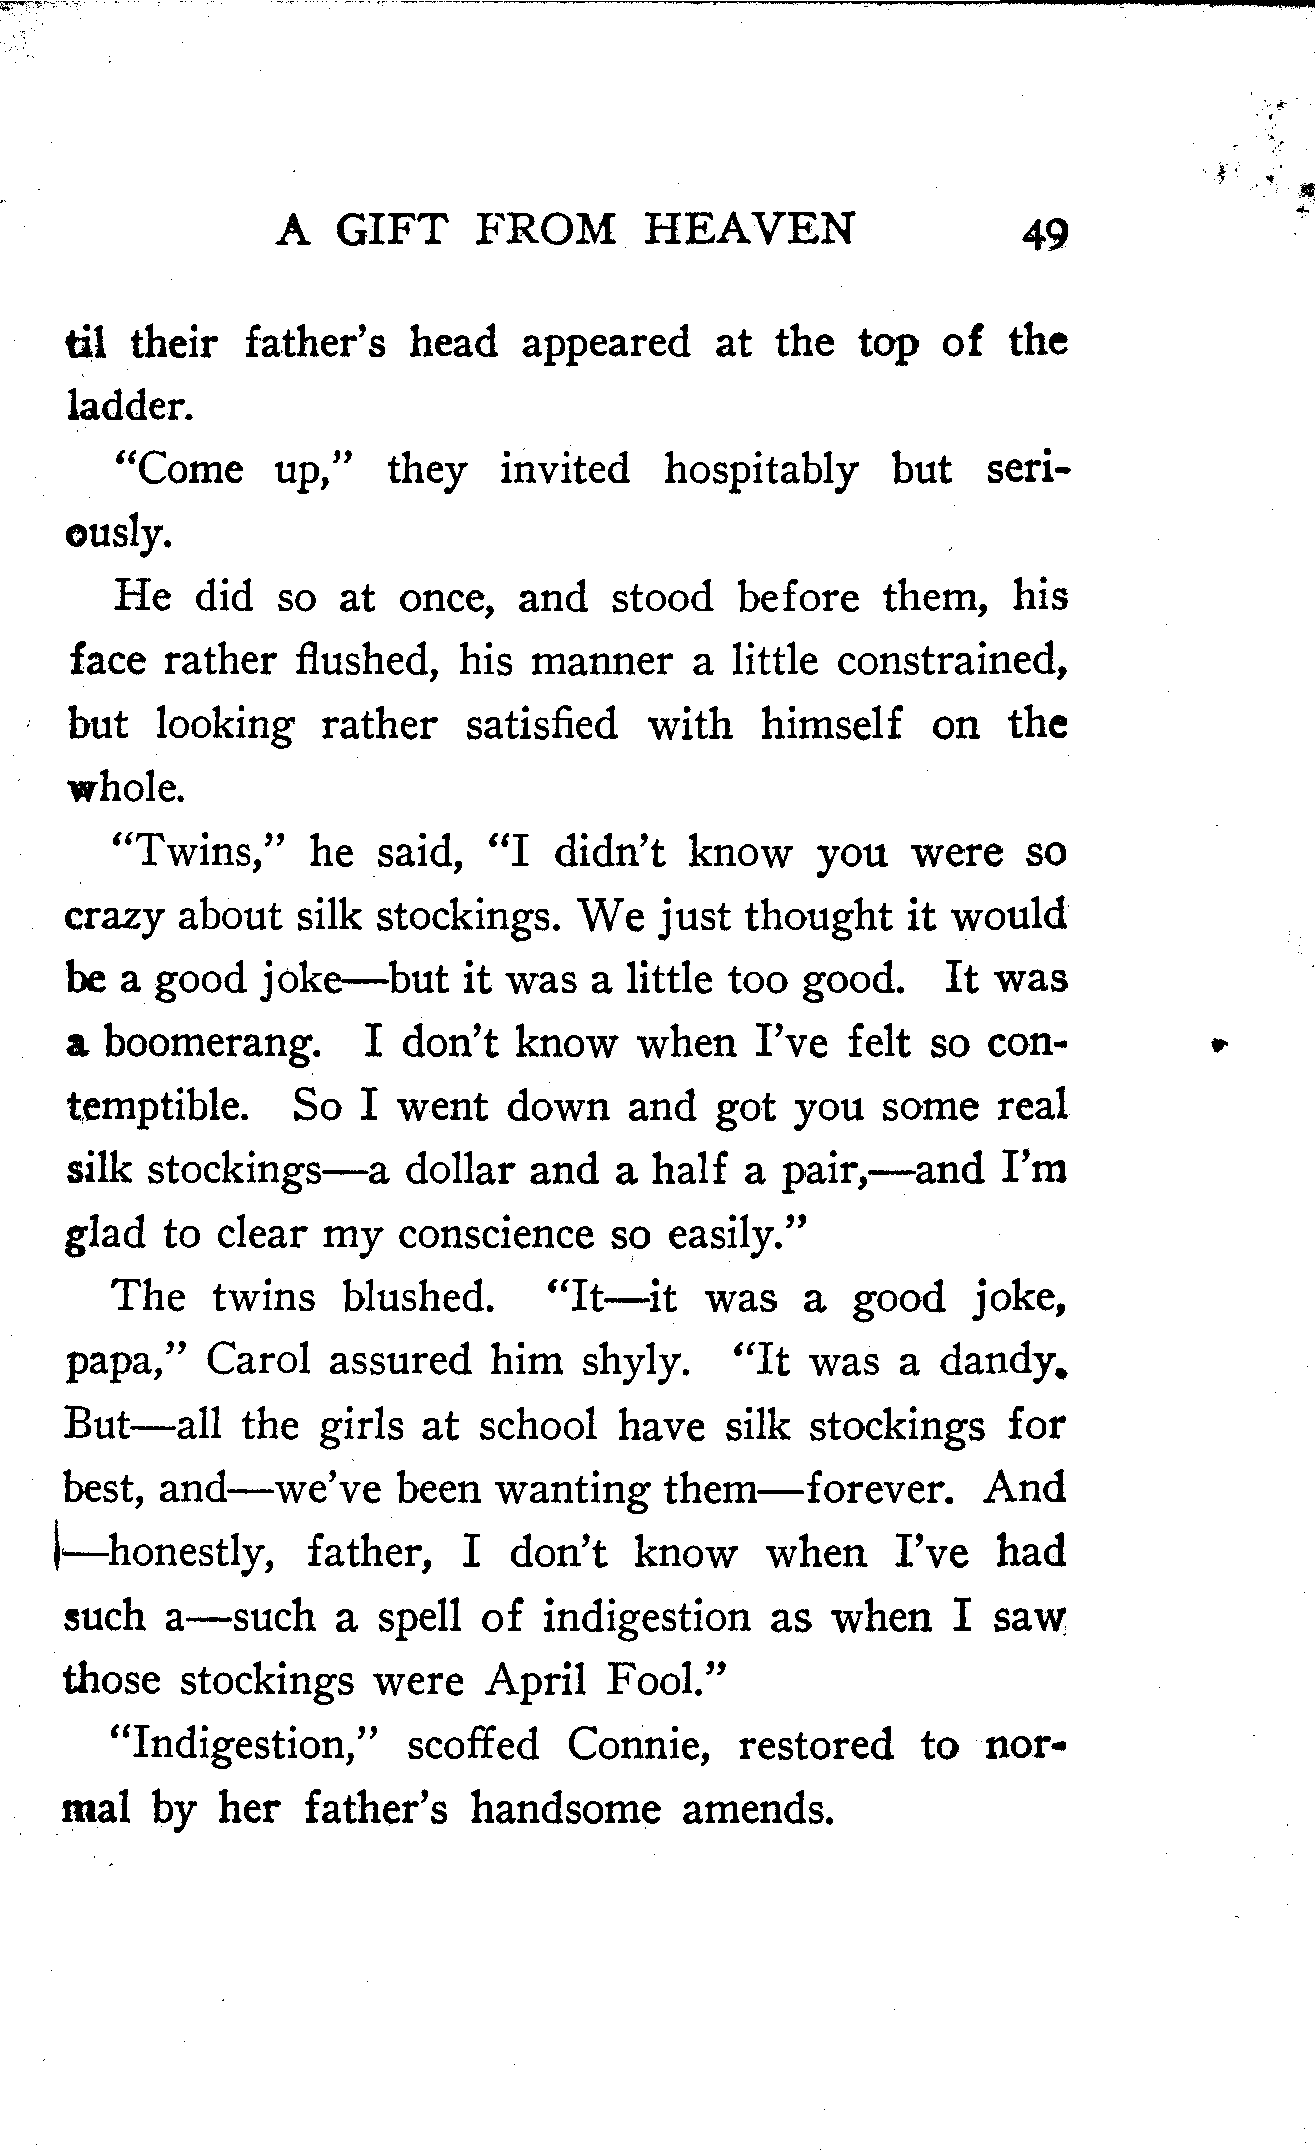 A GIFT FROM HEAVEN 49
til their father's head appeared at the top of the
ladder.
“Come up,” they invited hospitably but seri-
ously.
He did so at once, and stood before them, his
face rather flushed, his manner a little constrained,
but looking rather satisfied with himself on the
whole.
“Twins,” he said, “I didn't know you were so
crazy about silk stockings. We just thought it would
be a good joke—but it was a little too good. It was
a boomerang. I don't know when I've felt so con-
temptible. So I went down and got you some real
silk stockings—a dollar and a half a pair,—and I'm
glad to clear my conscience so easily.”
The twins blushed. “It—it was a good joke,
papa,” Carol assured him shyly. “It was a dandy.
But—all the girls at school have silk stockings for
best, and—we've been wanting them—forever. And
—honestly, father, I don't know when I've had
such a—such a spell of indigestion as when I saw
those stockings were April Fool.”
“Indigestion,” scoffed Connie, restored to nor-
mal by her father's handsome amends.